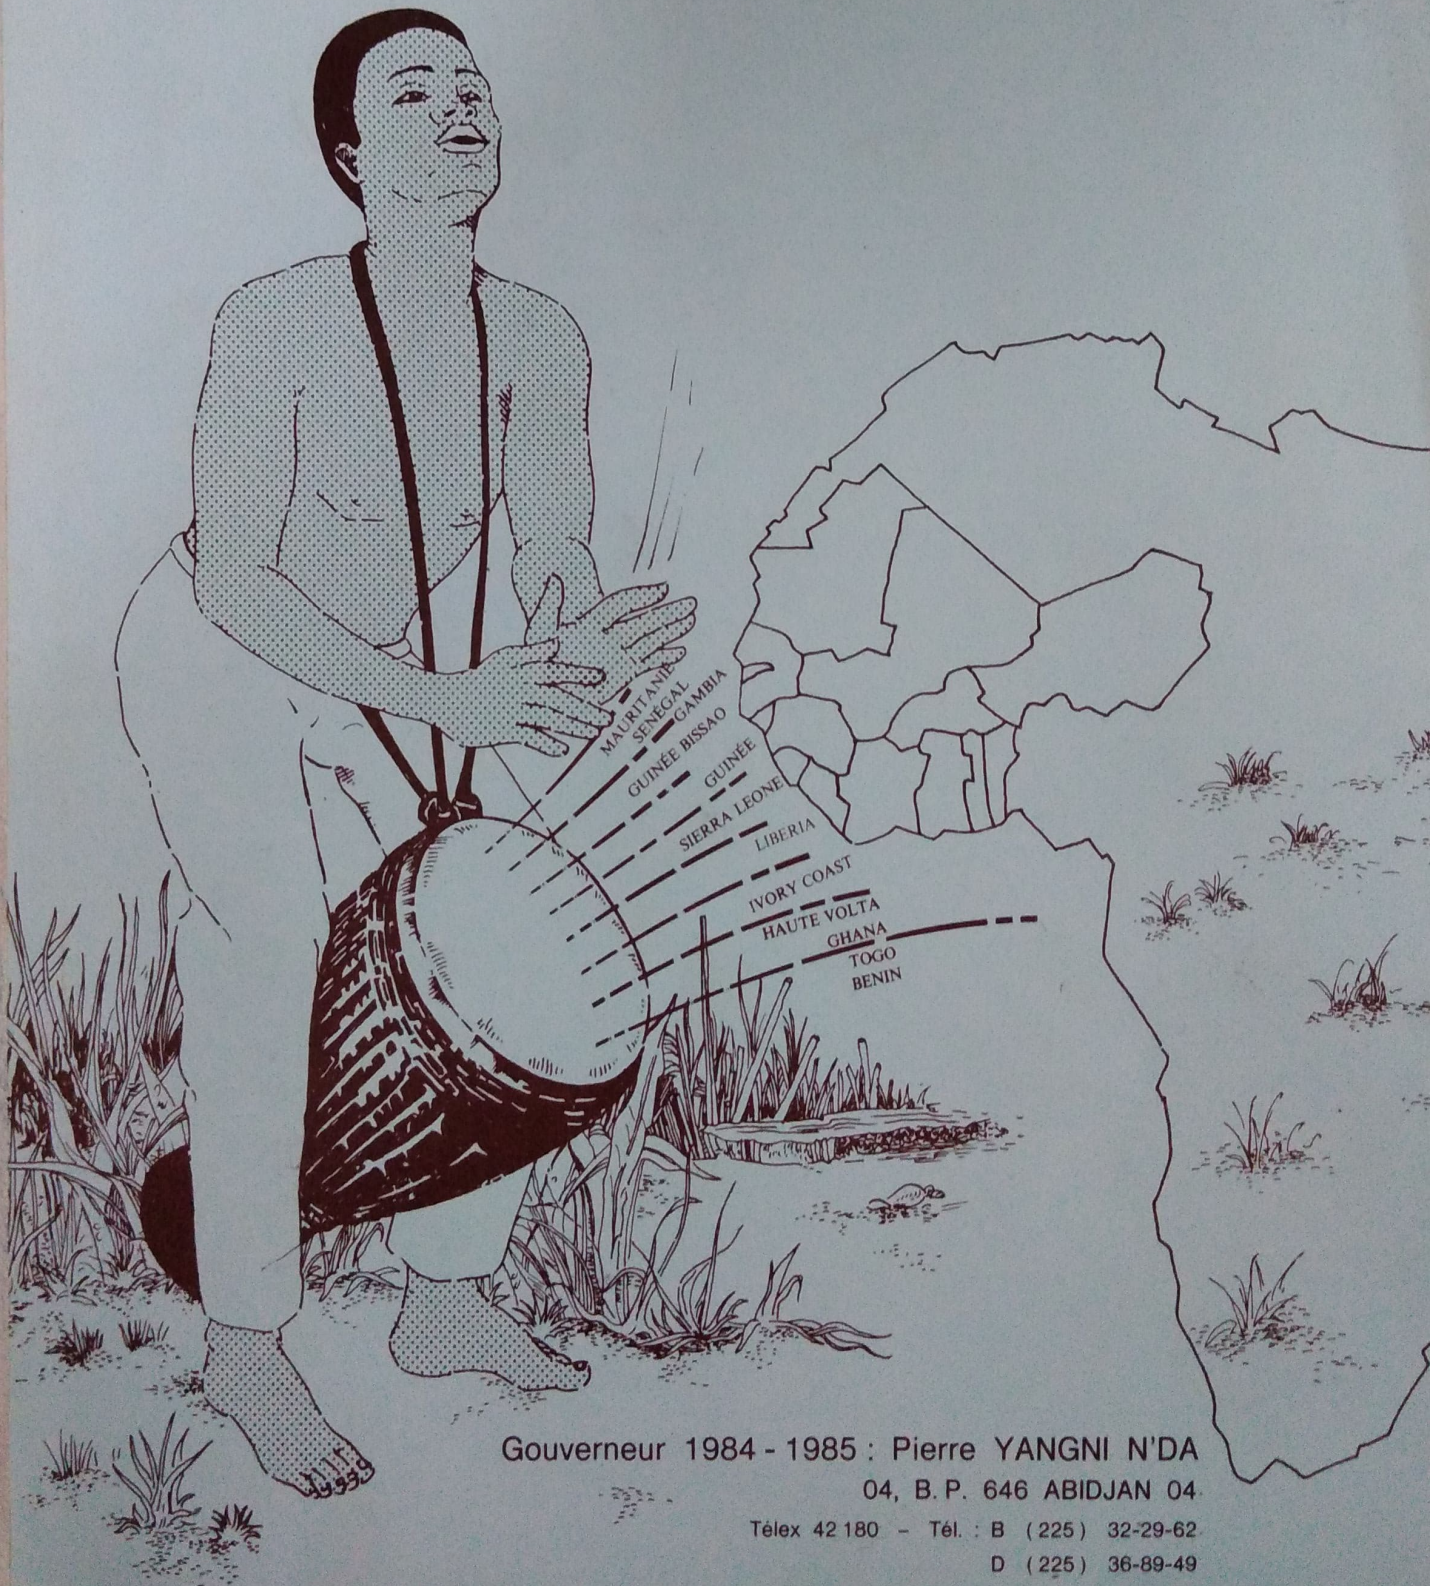 MAURITANIE
SENÉGAL
GAMBIA
GUINÉE BISSAO
GUINÉE
SIERRA LEONE
LIBERIA
IVORY COAST
HAUTE VOLTA
GHANA
TOGO
BENIN
Gouverneur 1984 - 1985 : Pierre YANGNI N'DA
04, B. P. 646 ABIDJAN 04
Télex 42 180 – Tél. : B (225) 32-29-62
D (225) 36-89-49